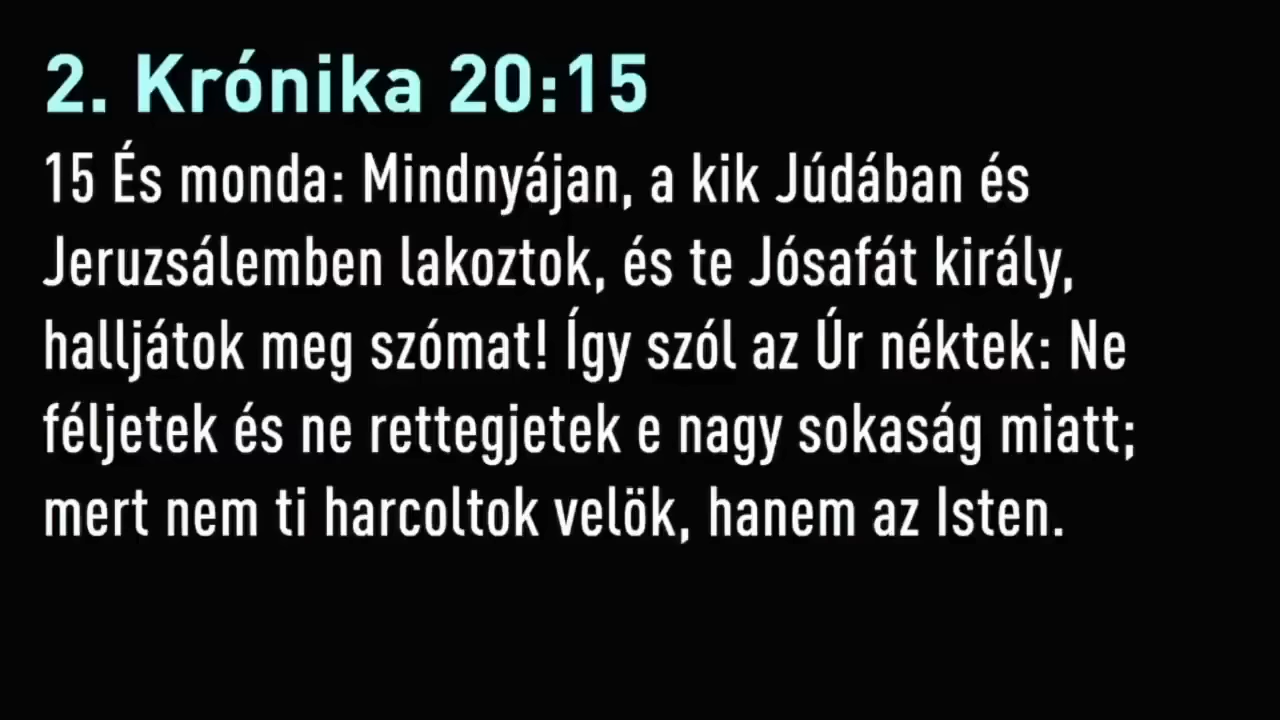 2. Krónika 20:15
15 És monda: Mindnyájan, a kik Júdában és
Jeruzsálemben lakoztok, és te Jósafát király,
halljátok meg szómat! Így szól az Úr néktek: Ne
féljetek és ne rettegjetek e nagy sokaság miatt;
mert nem ti harcoltok velök, hanem az Isten.